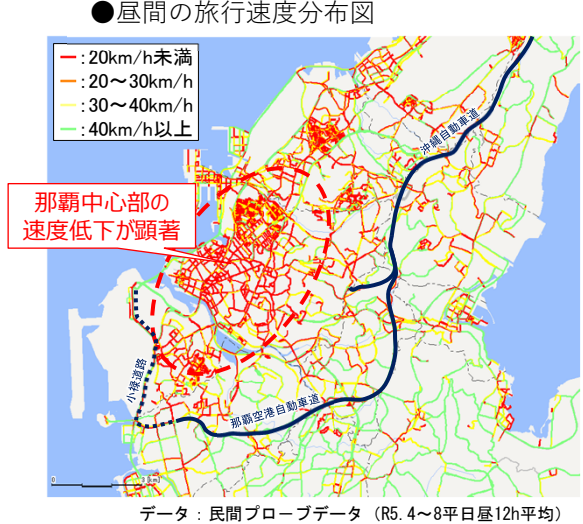 ●昼間の旅行速度分布図
:20km/h未満
:20～30km/h
:30～40km/h
:40km/h以上
沖縄自動車道
那覇中心部の
速度低下が顕著
小禄道路
那覇空港自動車道
0 3 [km]
データ：民間プローブデータ（R5.4～8平日昼12h平均）